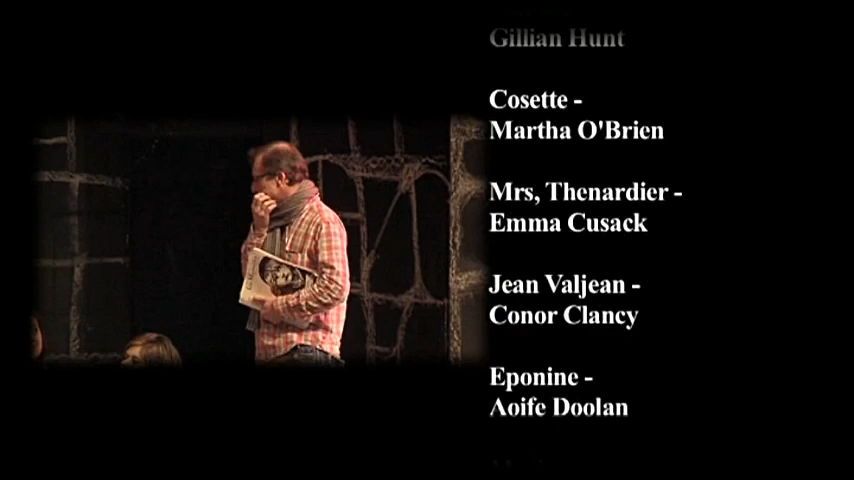 Gillian Hunt
Cosette -
Martha O'Brien
Mrs, Thenardier -
Emma Cusack
Jean Valjean -
Conor Clancy
Eponine -
Aoife Doolan